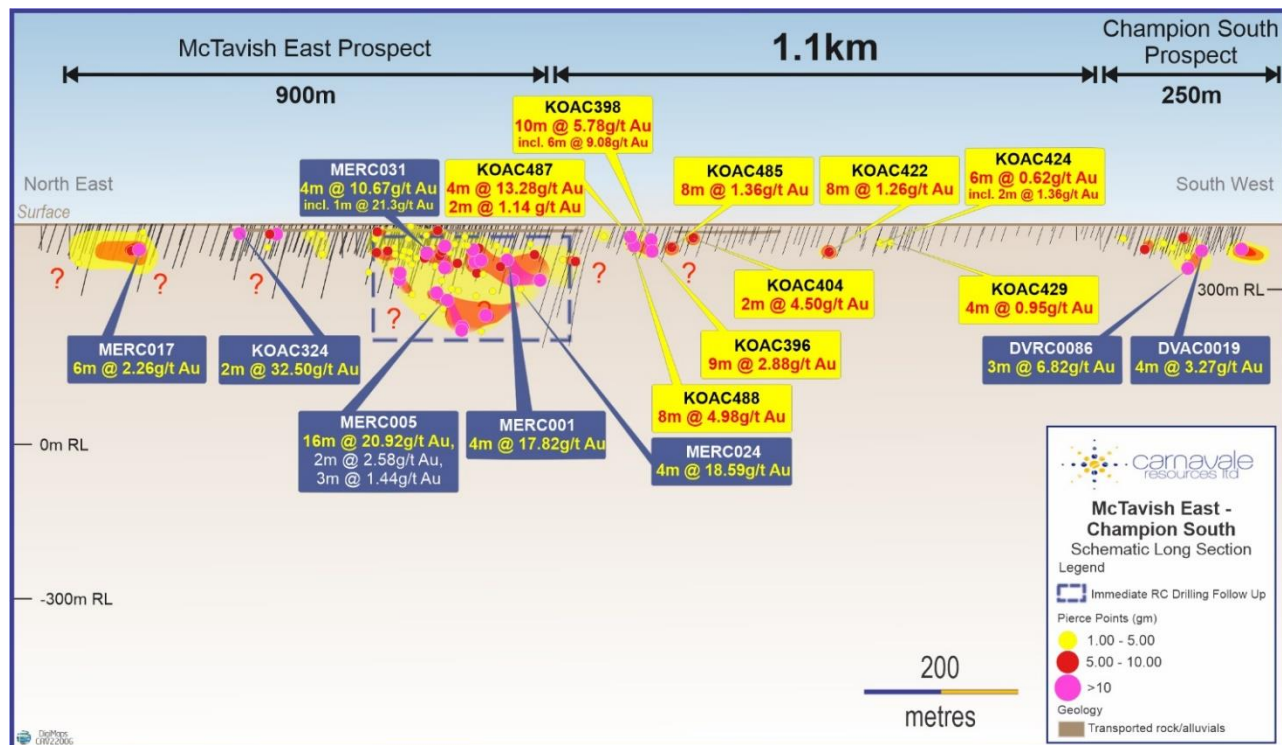 McTavish East Prospect
1.1km
Champion South
Prospect
900m
250m
KOAC398
10m @ 5.78g/t Au
incl. 6m @ 9.08g/t Au
MERC031
4m @ 10.67g/t Au
incl. 1m @ 21.3g/t Au
KOAC487
4m @ 13.28g/t Au
2m @ 1.14 g/t Au
KOAC485
8m @ 1.36g/t Au
KOAC422
8m @ 1.26g/t Au
KOAC424
6m @ 0.62g/t Au
incl. 2m @ 1.36g/t Au
North East
South West
Surface
?
?
?
?
?
?
?
300m RL
KOAC404
2m @ 4.50g/t Au
KOAC429
4m @ 0.95g/t Au
MERC017
6m @ 2.26g/t Au
KOAC324
2m @ 32.50g/t Au
KOAC396
9m @ 2.88g/t Au
DVRC0086
3m @ 6.82g/t Au
DVAC0019
4m @ 3.27g/t Au
KOAC488
8m @ 4.98g/t Au
MERC005
16m @ 20.92g/t Au,
2m @ 2.58g/t Au,
3m @ 1.44g/t Au
MERC001
4m @ 17.82g/t Au
MERC024
4m @ 18.59g/t Au
0m RL
-300m RL
200
metres
carnavale
resources ltd
McTavish East -
Champion South
Schematic Long Section
Legend
Immediate RC Drilling Follow Up
Pierce Points (gm)
1.00 - 5.00
5.00 - 10.00
>10
Geology
Transported rock/alluvials
DigiMaps